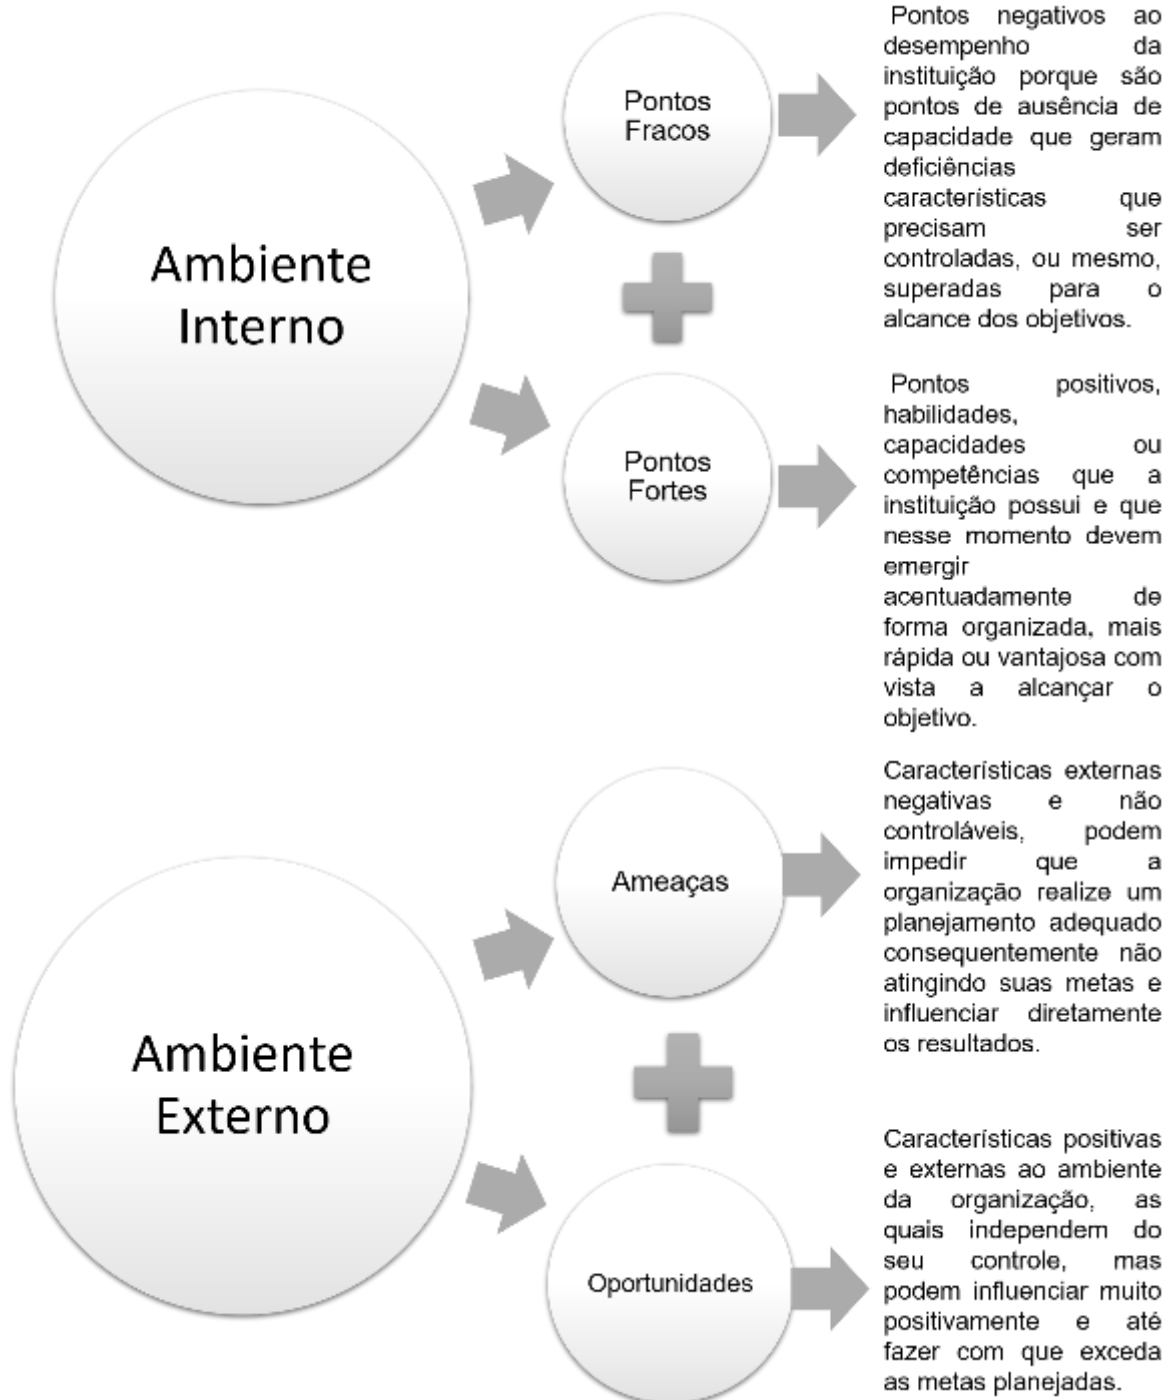 Ambiente
Interno
Pontos
Fracos
Pontos negativos ao
desempenho da
instituição porque são
pontos de ausência de
capacidade que geram
deficiências
características que
precisam ser
controladas, ou mesmo,
superadas para o
alcance dos objetivos.
Pontos
Fortes
Pontos positivos,
habilidades,
capacidades ou
competências que a
instituição possui e que
nesse momento devem
emergir
acentuadamente de
forma organizada, mais
rápida ou vantajosa com
vista a alcançar o
objetivo.
Ambiente
Externo
Ameaças
Características externas
negativas e não
controláveis, podem
impedir que a
organização realize um
planejamento adequado
consequentemente não
atingindo suas metas e
influenciar diretamente
os resultados.
Oportunidades
Características positivas
e externas ao ambiente
da organização, as
quais independem do
seu controle, mas
podem influenciar muito
positivamente e até
fazer com que exceda
as metas planejadas.